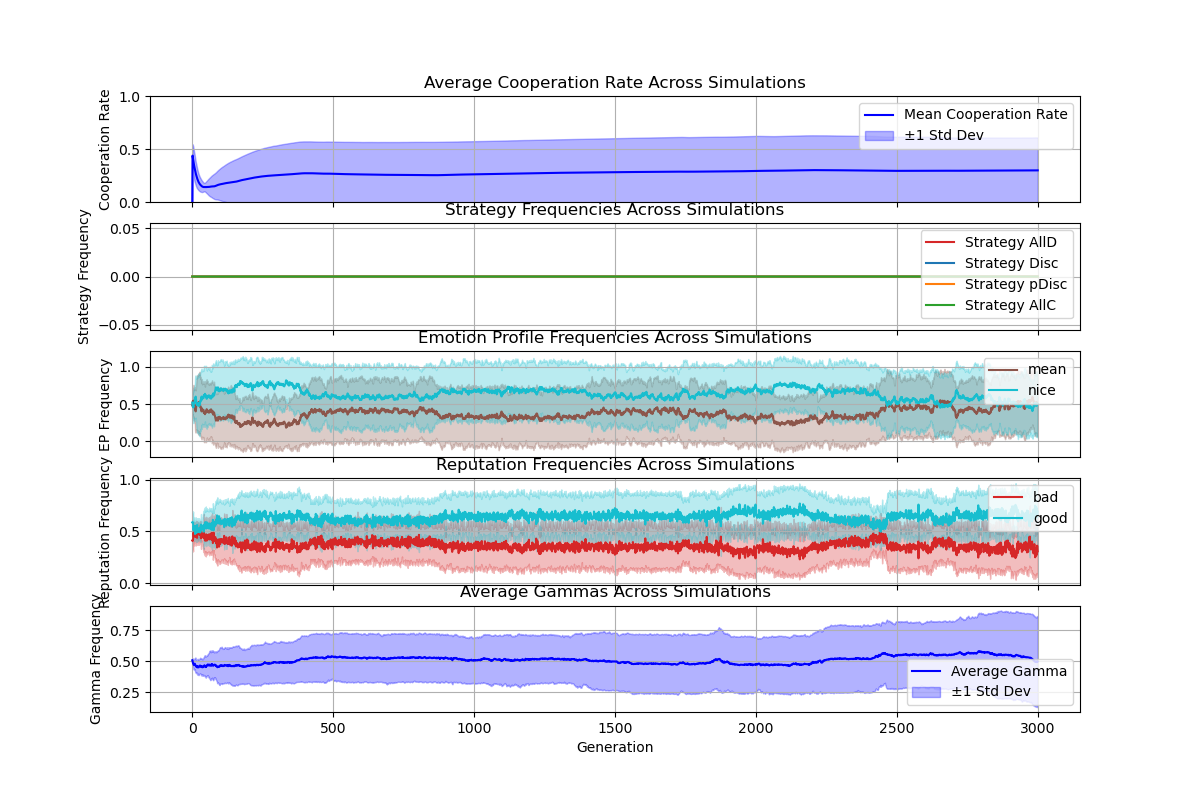 Average Cooperation Rate Across Simulations
Cooperation Rate
1.0
0.5
0.0
Mean Cooperation Rate
±1 Std Dev
Strategy Frequencies Across Simulations
Strategy Frequency
0.05
0.00
−0.05
Strategy AllD
Strategy Disc
Strategy pDisc
Strategy AllC
Emotion Profile Frequencies Across Simulations
EP Frequency
1.0
0.5
0.0
mean
nice
Reputation Frequencies Across Simulations
Reputation Frequency
1.0
0.5
0.0
bad
good
Average Gammas Across Simulations
Gamma Frequency
0.75
0.50
0.25
Average Gamma
±1 Std Dev
0
500
1000
1500
2000
2500
3000
Generation